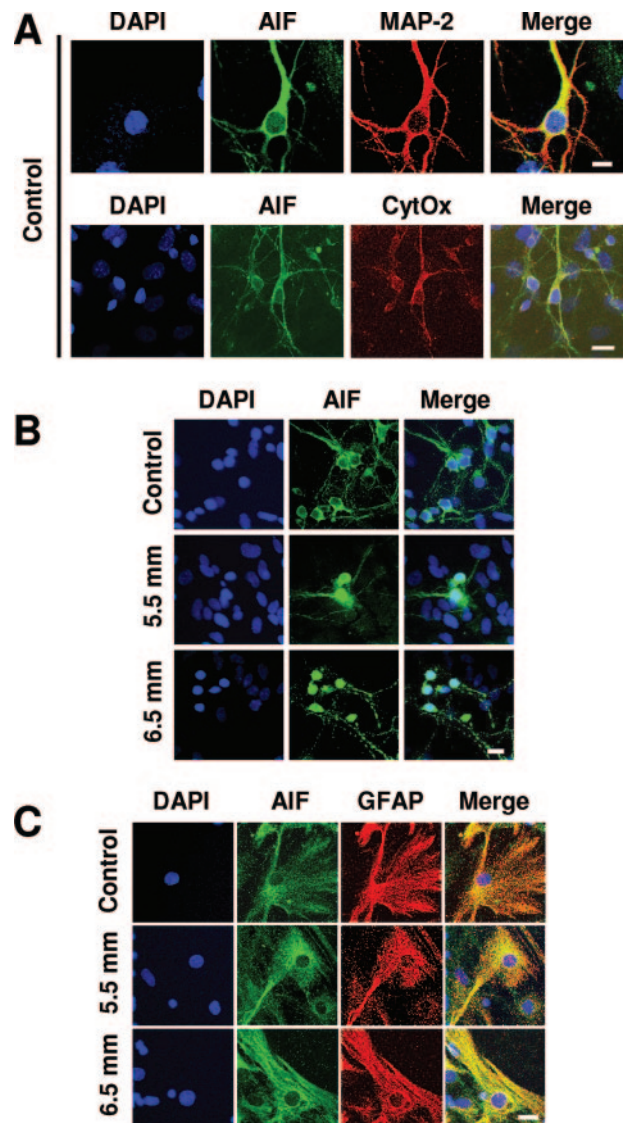 A
DAPI AIF MAP-2 Merge
Control
DAPI AIF CytOx Merge
B
DAPI AIF Merge
Control
5.5 mm
6.5 mm
C
DAPI AIF GFAP Merge
Control
5.5 mm
6.5 mm